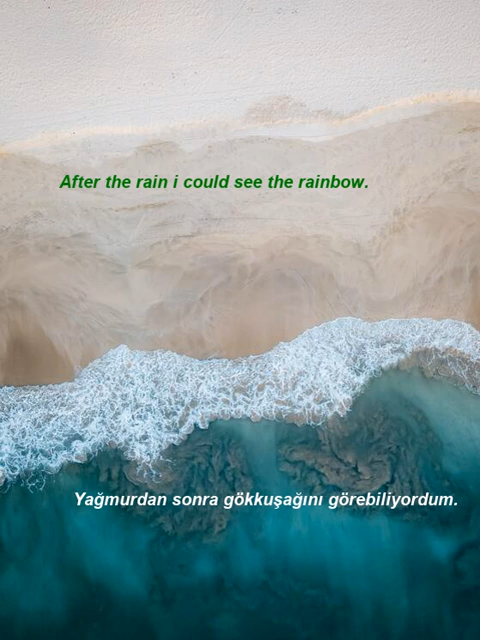 After the rain i could see the rainbow.
Yağmurdan sonra gökkuşağını görebiliyordum.